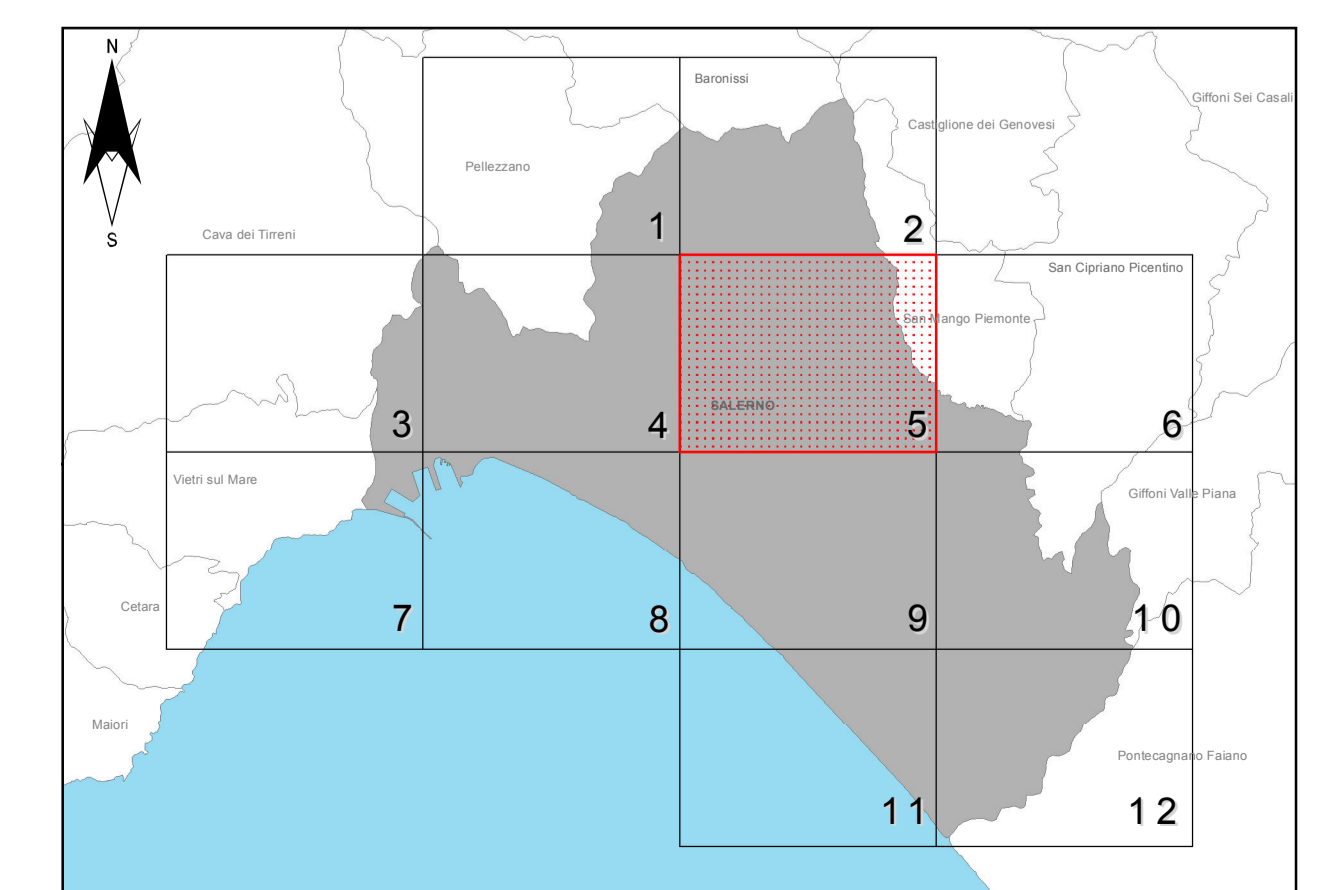 N
Baronissi
Giffoni Sei Casali
Castiglione dei Genovesi
Pellezzano
1
2
S
Cava dei Tirreni
San Cipriano Picentino
San Mango Piemonte
SALERNO
3
4
5
6
Vietri sul Mare
Giffoni Valle Piana
Cetara
7
8
9
10
Maiori
Pontecagnano Faiano
11
12